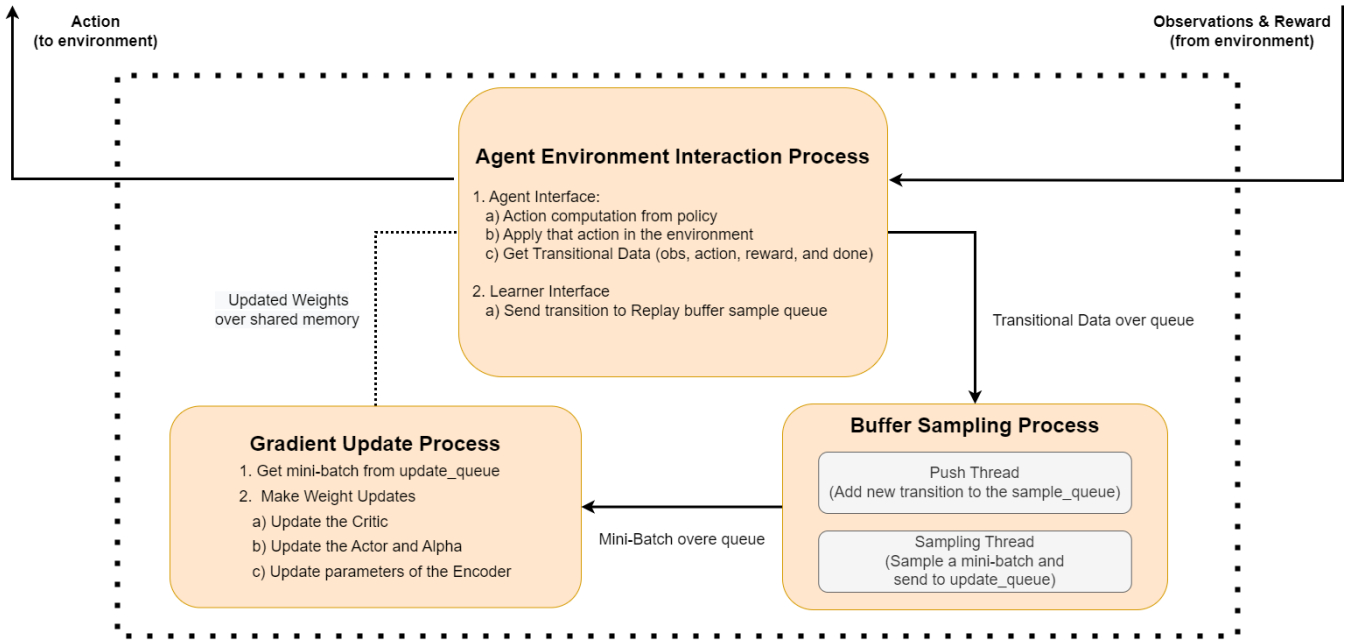 Action
(to environment)
Observations & Reward
(from environment)
Agent Environment Interaction Process
1. Agent Interface:
a) Action computation from policy
b) Apply that action in the environment
c) Get Transitional Data (obs, action, reward, and done)
2. Learner Interface
a) Send transition to Replay buffer sample queue
Updated Weights
over shared memory
Transitional Data over queue
Gradient Update Process
1. Get mini-batch from update_queue
2. Make Weight Updates
a) Update the Critic
b) Update the Actor and Alpha
c) Update parameters of the Encoder
Mini-Batch overe queue
Buffer Sampling Process
Push Thread
(Add new transition to the sample_queue)
Sampling Thread
(Sample a mini-batch and
send to update_queue)